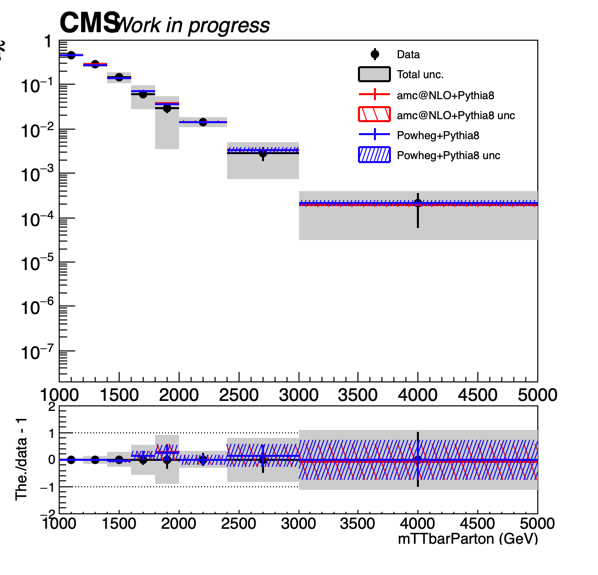 CMS Work in progress
1
10⁻¹
10⁻²
10⁻³
10⁻⁴
10⁻⁵
10⁻⁶
10⁻⁷
Data
Total unc.
amc@NLO+Pythia8
amc@NLO+Pythia8 unc
Powheg+Pythia8
Powheg+Pythia8 unc
1000 1500 2000 2500 3000 3500 4000 4500 5000
The./data - 1
2
1
0
−1
−2
1000 1500 2000 2500 3000 3500 4000 4500 5000
mTTbarParton (GeV)